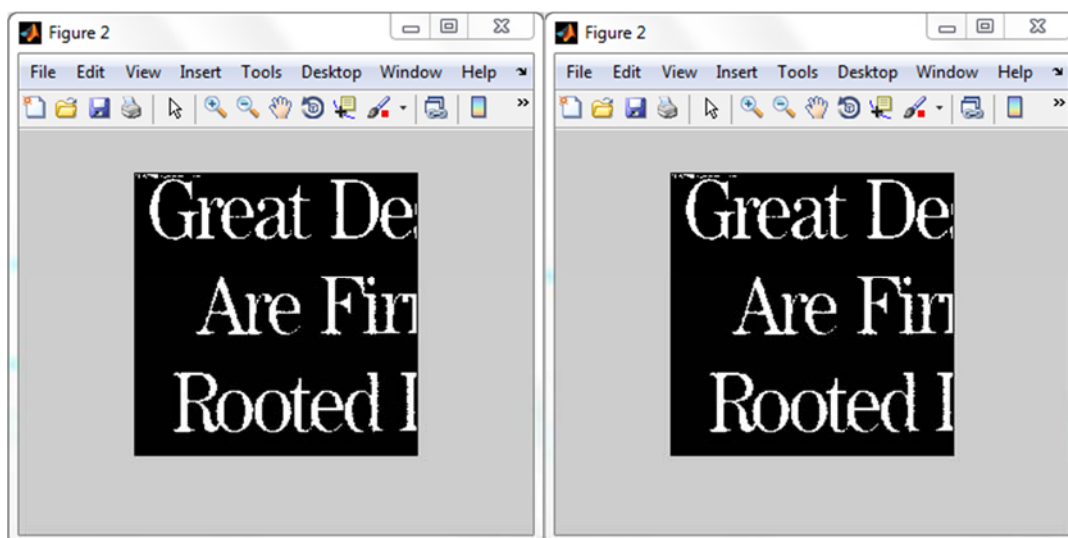 Figure 2
File Edit View Insert Tools Desktop Window Help
Great De
Are Fir
Rooted I
Figure 2
File Edit View Insert Tools Desktop Window Help
Great De
Are Fir
Rooted I